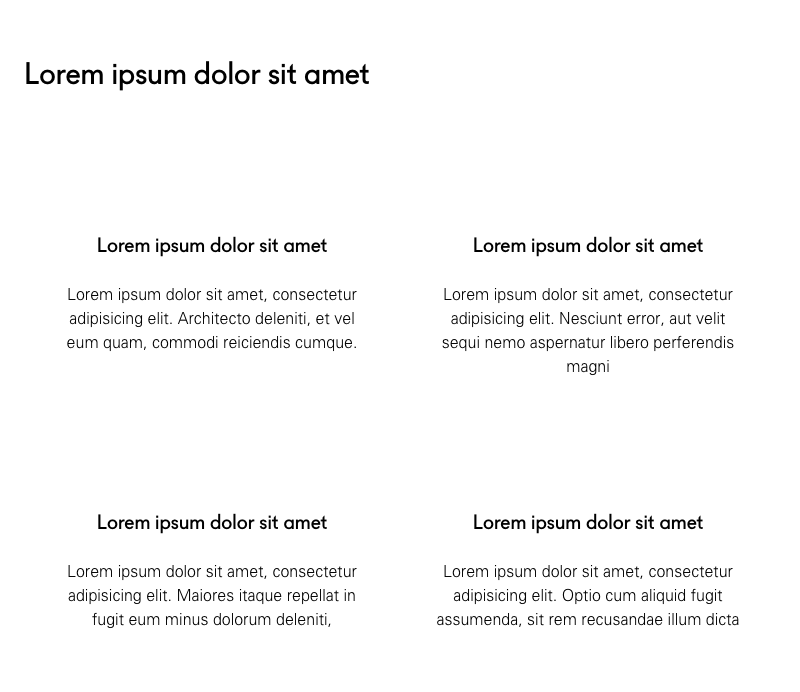 Lorem ipsum dolor sit amet
Lorem ipsum dolor sit amet
Lorem ipsum dolor sit amet, consectetur
adipisicing elit. Architecto deleniti, et vel
eum quam, commodi reiciendis cumque.
Lorem ipsum dolor sit amet
Lorem ipsum dolor sit amet, consectetur
adipisicing elit. Nesciunt error, aut velit
sequi nemo aspernatur libero perferendis
magni
Lorem ipsum dolor sit amet
Lorem ipsum dolor sit amet, consectetur
adipisicing elit. Maiores itaque repellat in
fugit eum minus dolorum deleniti,
Lorem ipsum dolor sit amet
Lorem ipsum dolor sit amet, consectetur
adipisicing elit. Optio cum aliquid fugit
assumenda, sit rem recusandae illum dicta